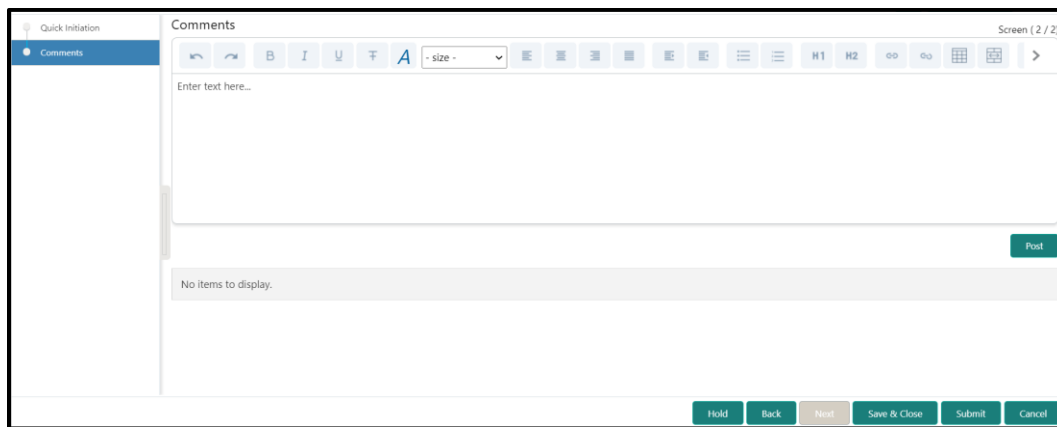 Quick Initiation
Comments
Comments
Screen ( 2 / 2)
B I U T A - size - H1 H2
Enter text here...
Post
No items to display.
Hold Back Next Save & Close Submit Cancel